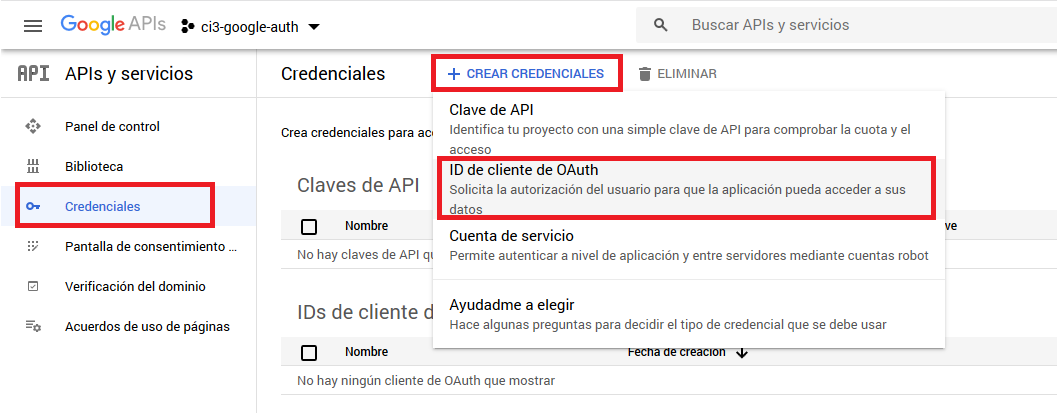 Google APIs
ci3-google-auth
Buscar APIs y servicios
API
APIs y servicios
Credenciales
CREAR CREDENCIALES
ELIMINAR
Panel de control
Biblioteca
Credenciales
Pantalla de consentimiento ...
Verificación del dominio
Acuerdos de uso de páginas
Crea credenciales para acc
Clave de API
Identifica tu proyecto con una simple clave de API para comprobar la cuota y el
acceso
ID de cliente de OAuth
Solicita la autorización del usuario para que la aplicación pueda acceder a sus
datos
Cuenta de servicio
Permite autenticar a nivel de aplicación y entre servidores mediante cuentas robot
Ayudadme a elegir
Hace algunas preguntas para decidir el tipo de credencial que se debe usar
Claves de API
Nombre
ve
No hay claves de API qu
IDs de cliente d
Nombre
Fecha de creación
No hay ningún cliente de OAuth que mostrar